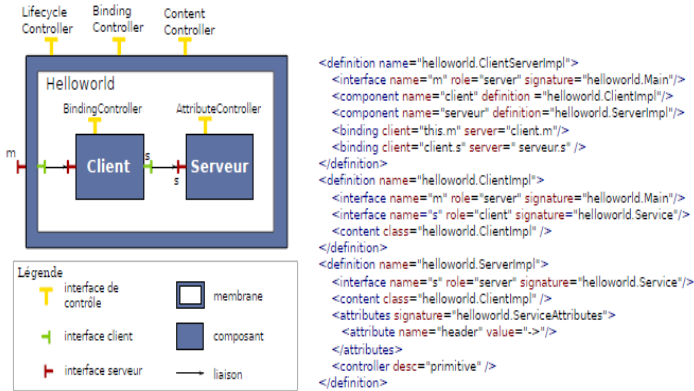 Lifecycle
Controller
Binding
Controller
Content
Controller
Helloworld
BindingController
AttributeController
m
Client
s
s
Serveur
Légende
interface de
contrôle
membrane
interface client
composant
interface serveur
liaison
<definition name="helloworld.ClientServerImpl">
<interface name="m" role="server" signature="helloworld.Main"/>
<component name="client" definition ="helloworld.ClientImpl"/>
<component name="serveur" definition="helloworld.ServerImpl"/>
<binding client="this.m" server="client.m"/>
<binding client="client.s" server=" serveur.s" />
</definition>
<definition name="helloworld.ClientImpl">
<interface name="m" role="server" signature="helloworld.Main"/>
<interface name="s" role="client" signature="helloworld.Service"/>
<content class="helloworld.ClientImpl" />
</definition>
<definition name="helloworld.ServerImpl">
<interface name="s" role="server" signature="helloworld.Service"/>
<content class="helloworld.ClientImpl" />
<attributes signature="helloworld.ServiceAttributes">
<attribute name="header" value="->"/>
</attributes>
<controller desc="primitive" />
</definition>